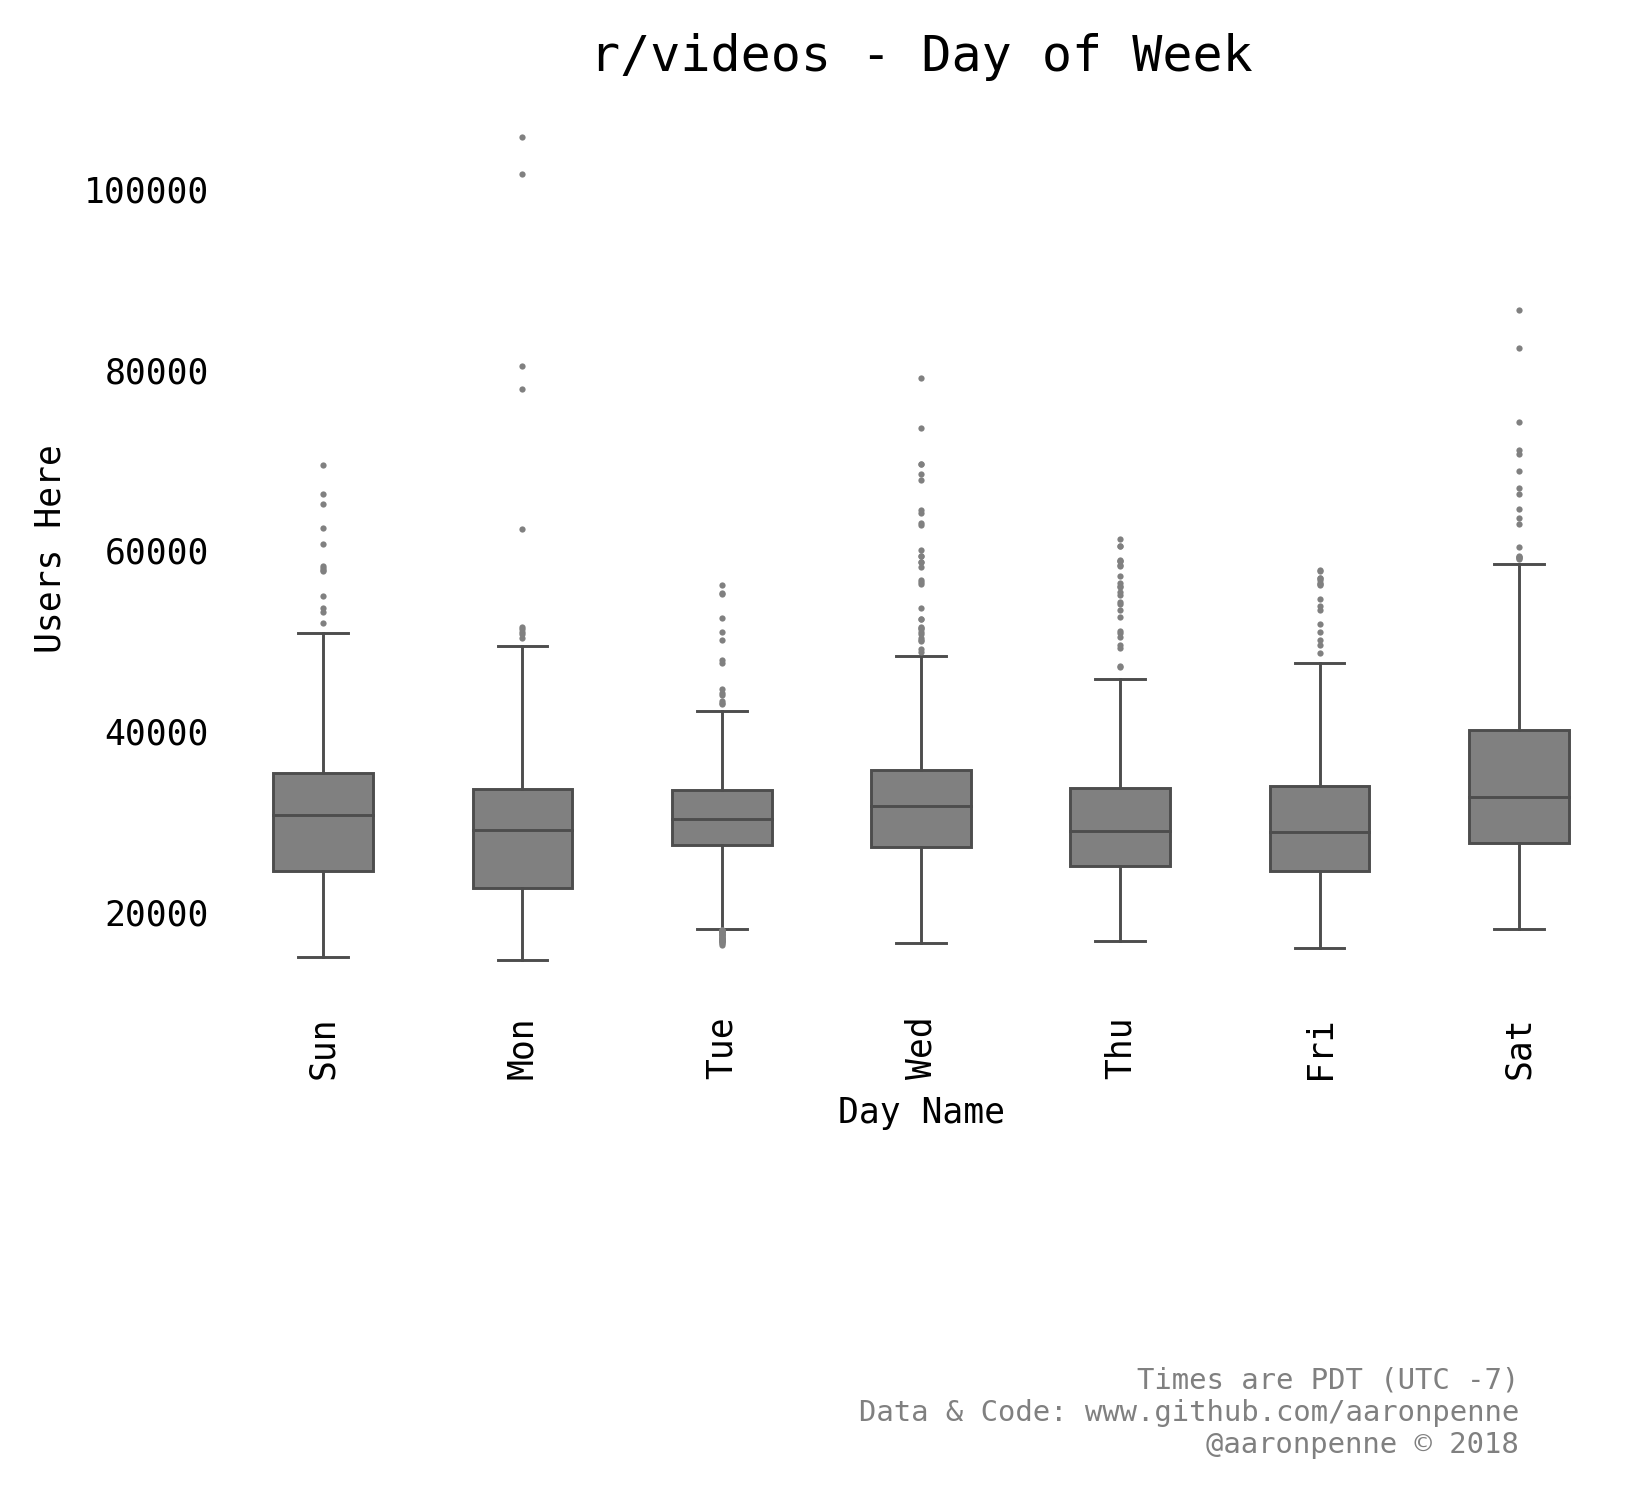 r/videos - Day of Week
100000
80000
60000
40000
20000
Users Here
Sun
Mon
Tue
Wed
Thu
Fri
Sat
Day Name
Times are PDT (UTC -7)
Data & Code: www.github.com/aaronpenne
@aaronpenne © 2018